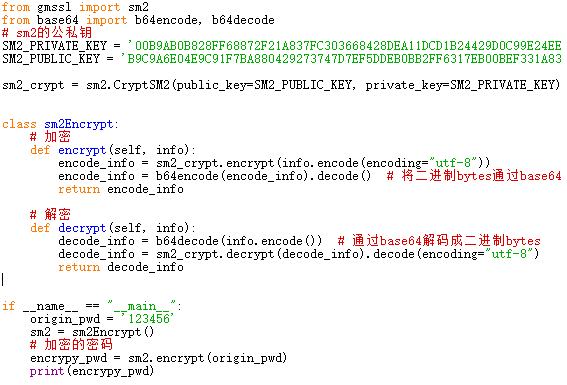 from gmssl import sm2
from base64 import b64encode, b64decode
# sm2的公私钥
SM2_PRIVATE_KEY = '00B9AB0B828FF68872F21A837FC303668428DEA11DCD1B24429D0C99E24EE
SM2_PUBLIC_KEY = 'B9C9A6E04E9C91F7BA880429273747D7EF5DDEB0BB2FF6317EB00BEF331A83
sm2_crypt = sm2.CryptSM2(public_key=SM2_PUBLIC_KEY, private_key=SM2_PRIVATE_KEY)
class sm2Encrypt:
# 加密
def encrypt(self, info):
encode_info = sm2_crypt.encrypt(info.encode(encoding="utf-8"))
encode_info = b64encode(encode_info).decode()  # 将二进制bytes通过base64
return encode_info
# 解密
def decrypt(self, info):
decode_info = b64decode(info.encode())  # 通过base64解码成二进制bytes
decode_info = sm2_crypt.decrypt(decode_info).decode(encoding="utf-8")
return decode_info
if __name__ == "__main__":
origin_pwd = '123456'
sm2 = sm2Encrypt()
# 加密的密码
encrypy_pwd = sm2.encrypt(origin_pwd)
print(encrypy_pwd)